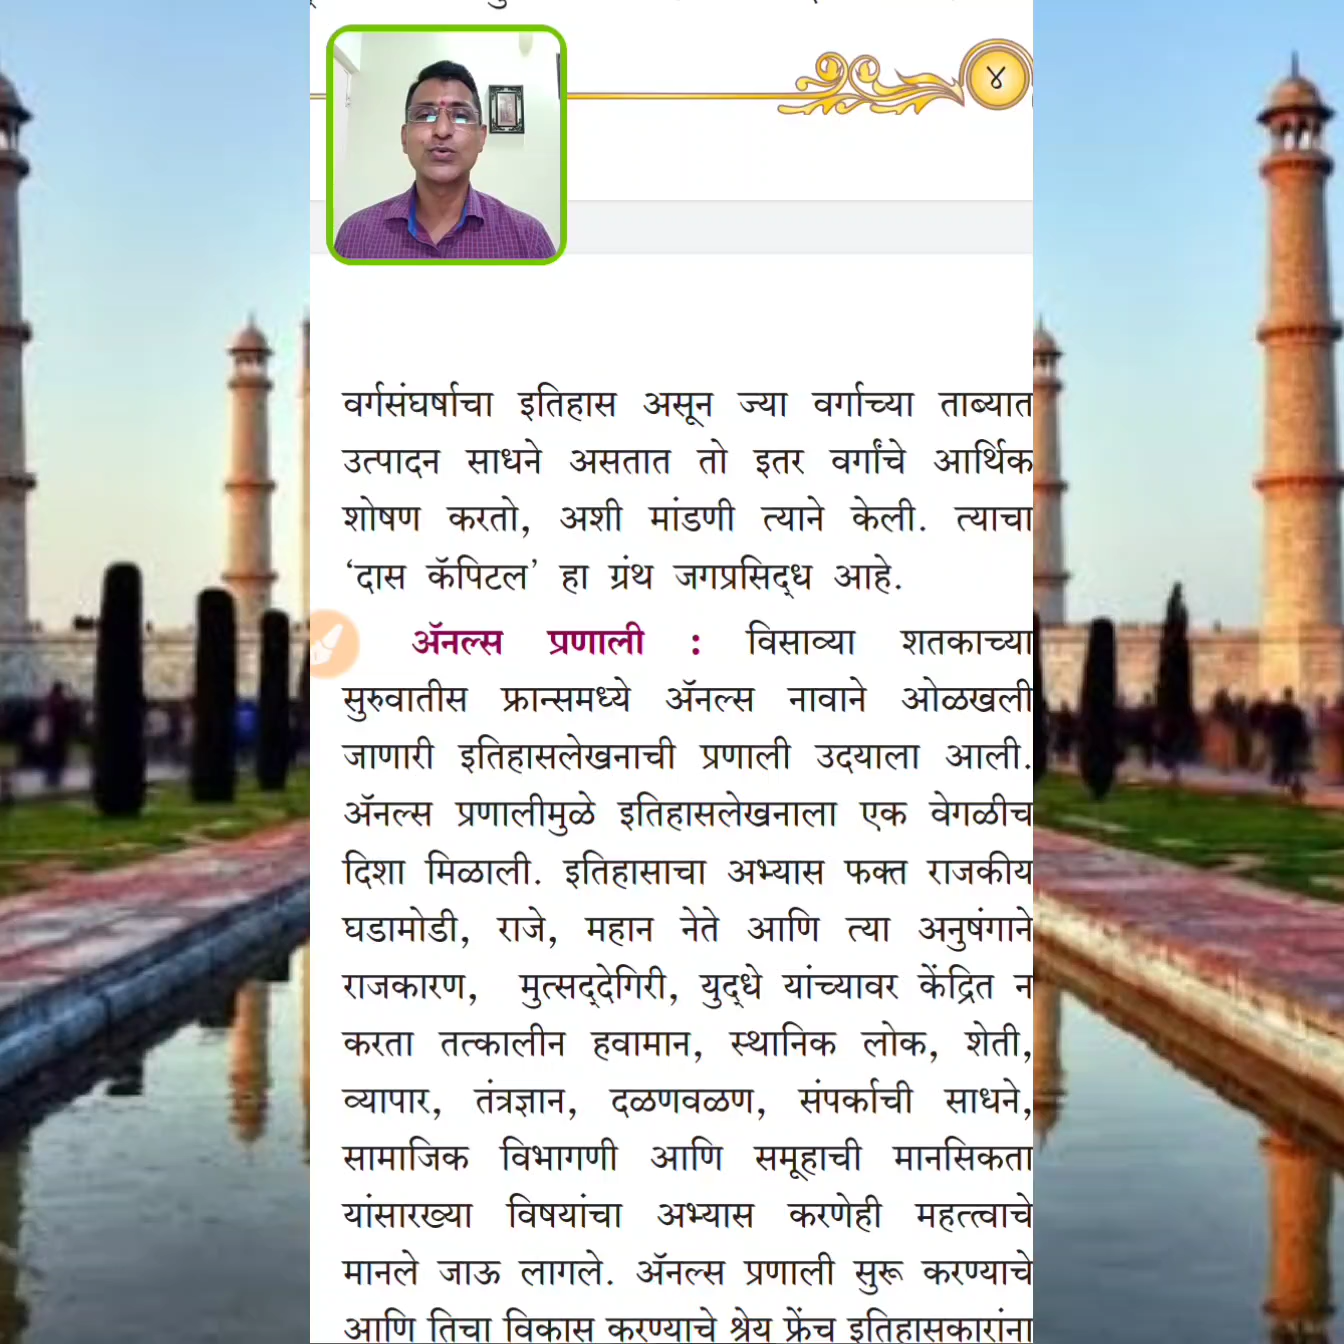 ४
वर्गसंघर्षाचा इतिहास असून ज्या वर्गाच्या ताब्यात
उत्पादन साधने असतात तो इतर वर्गांचे आर्थिक
शोषण करतो, अशी मांडणी त्याने केली. त्याचा
‘दास कॅपिटल’ हा ग्रंथ जगप्रसिद्ध आहे.
ॲनल्स प्रणाली : विसाव्या शतकाच्या
सुरुवातीस फ्रान्समध्ये ॲनल्स नावाने ओळखली
जाणारी इतिहासलेखनाची प्रणाली उदयाला आली.
ॲनल्स प्रणालीमुळे इतिहासलेखनाला एक वेगळीच
दिशा मिळाली. इतिहासाचा अभ्यास फक्त राजकीय
घडामोडी, राजे, महान नेते आणि त्या अनुषंगाने
राजकारण, मुत्सद्देगिरी, युद्धे यांच्यावर केंद्रित न
करता तत्कालीन हवामान, स्थानिक लोक, शेती,
व्यापार, तंत्रज्ञान, दळणवळण, संपर्काची साधने,
सामाजिक विभागणी आणि समूहाची मानसिकता
यांसारख्या विषयांचा अभ्यास करणेही महत्त्वाचे
मानले जाऊ लागले. ॲनल्स प्रणाली सुरू करण्याचे
आणि तिचा विकास करण्याचे श्रेय फ्रेंच इतिहासकारांना